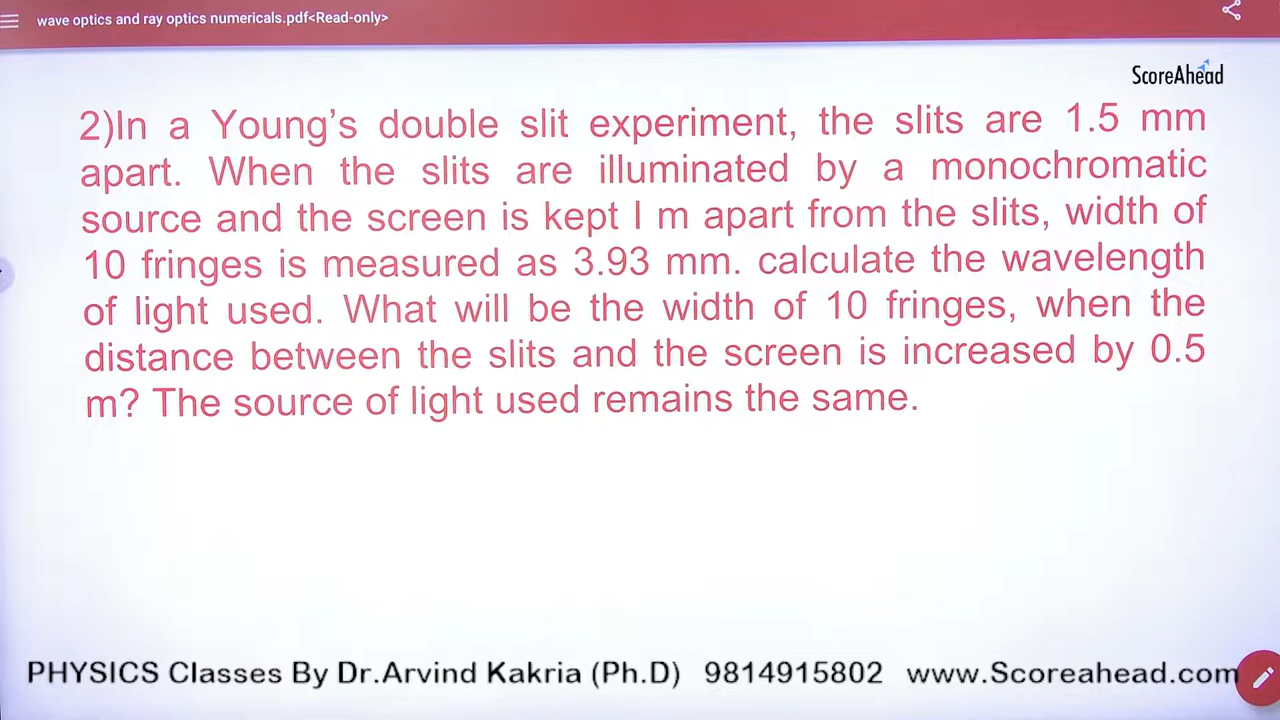 wave optics and ray optics numericals.pdf<Read-only>
ScoreAhead
2)In a Young's double slit experiment, the slits are 1.5 mm
apart. When the slits are illuminated by a monochromatic
source and the screen is kept I m apart from the slits, width of
10 fringes is measured as 3.93 mm. calculate the wavelength
of light used. What will be the width of 10 fringes, when the
distance between the slits and the screen is increased by 0.5
m? The source of light used remains the same.
PHYSICS Classes By Dr.Arvind Kakria (Ph.D) 9814915802 www.Scoreahead.com